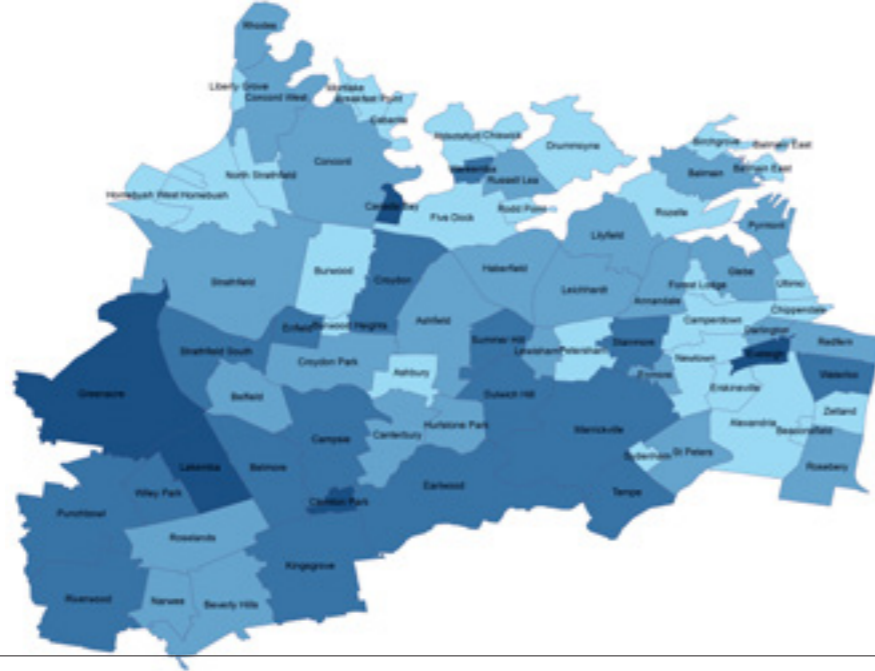 Rhodes
Liberty Grove
Concord West
Mortlake
Breakfast Point
Cabarita
Concord
Abbotsford
Chiswick
Drummoyne
Birchgrove
Balmain East
Balmain
Balmain East
Russell Lea
Rodd Point
Canada Bay
Five Dock
Rozelle
North Strathfield
Homebush West
Homebush
Lilyfield
Pyrmont
Strathfield
Burwood
Croydon
Haberfield
Leichhardt
Glebe
Forest Lodge
Ultimo
Annandale
Chippendale
Camperdown
Darlington
Redfern
Enfield
Burwood Heights
Ashfield
Summer Hill
Lewisham
Petersham
Stanmore
Eveleigh
Newtown
Waterloo
Strathfield South
Croydon Park
Ashbury
Enmore
Erskineville
Greenacre
Belfield
Dulwich Hill
Zetland
Alexandria
Beaconsfield
Campsie
Canterbury
Hurlstone Park
Marrickville
Sydenham
St Peters
Rosebery
Lakemba
Belmore
Earlwood
Wiley Park
Clemton Park
Tempe
Punchbowl
Roselands
Kingsgrove
Riverwood
Narwee
Beverly Hills